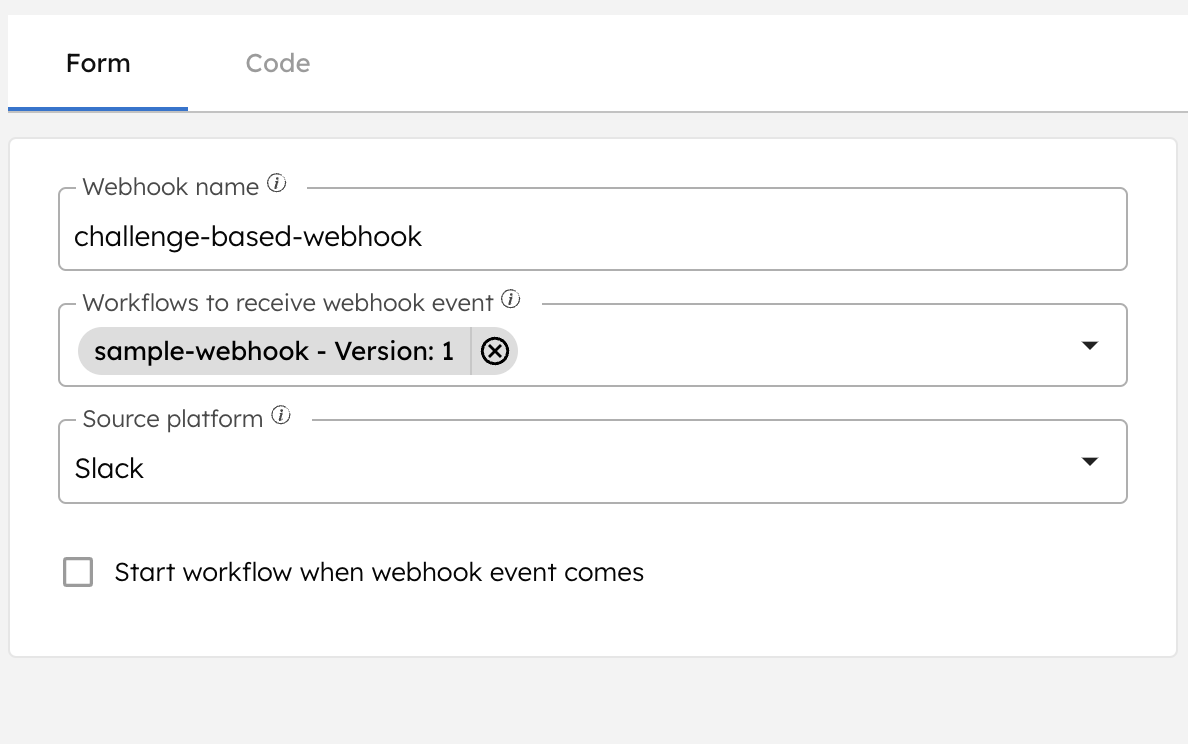 Form Code
Webhook name
challenge-based-webhook
Workflows to receive webhook event
sample-webhook - Version: 1
Source platform
Slack
Start workflow when webhook event comes